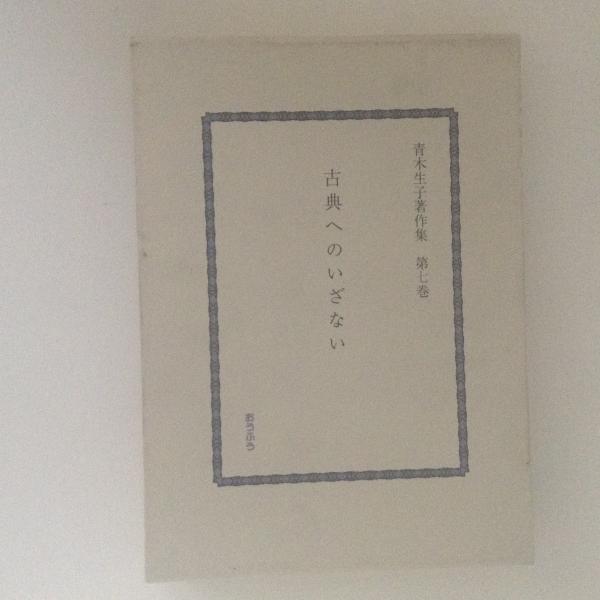 青木生子著作集 第七巻
古典へのいざない
おうふう